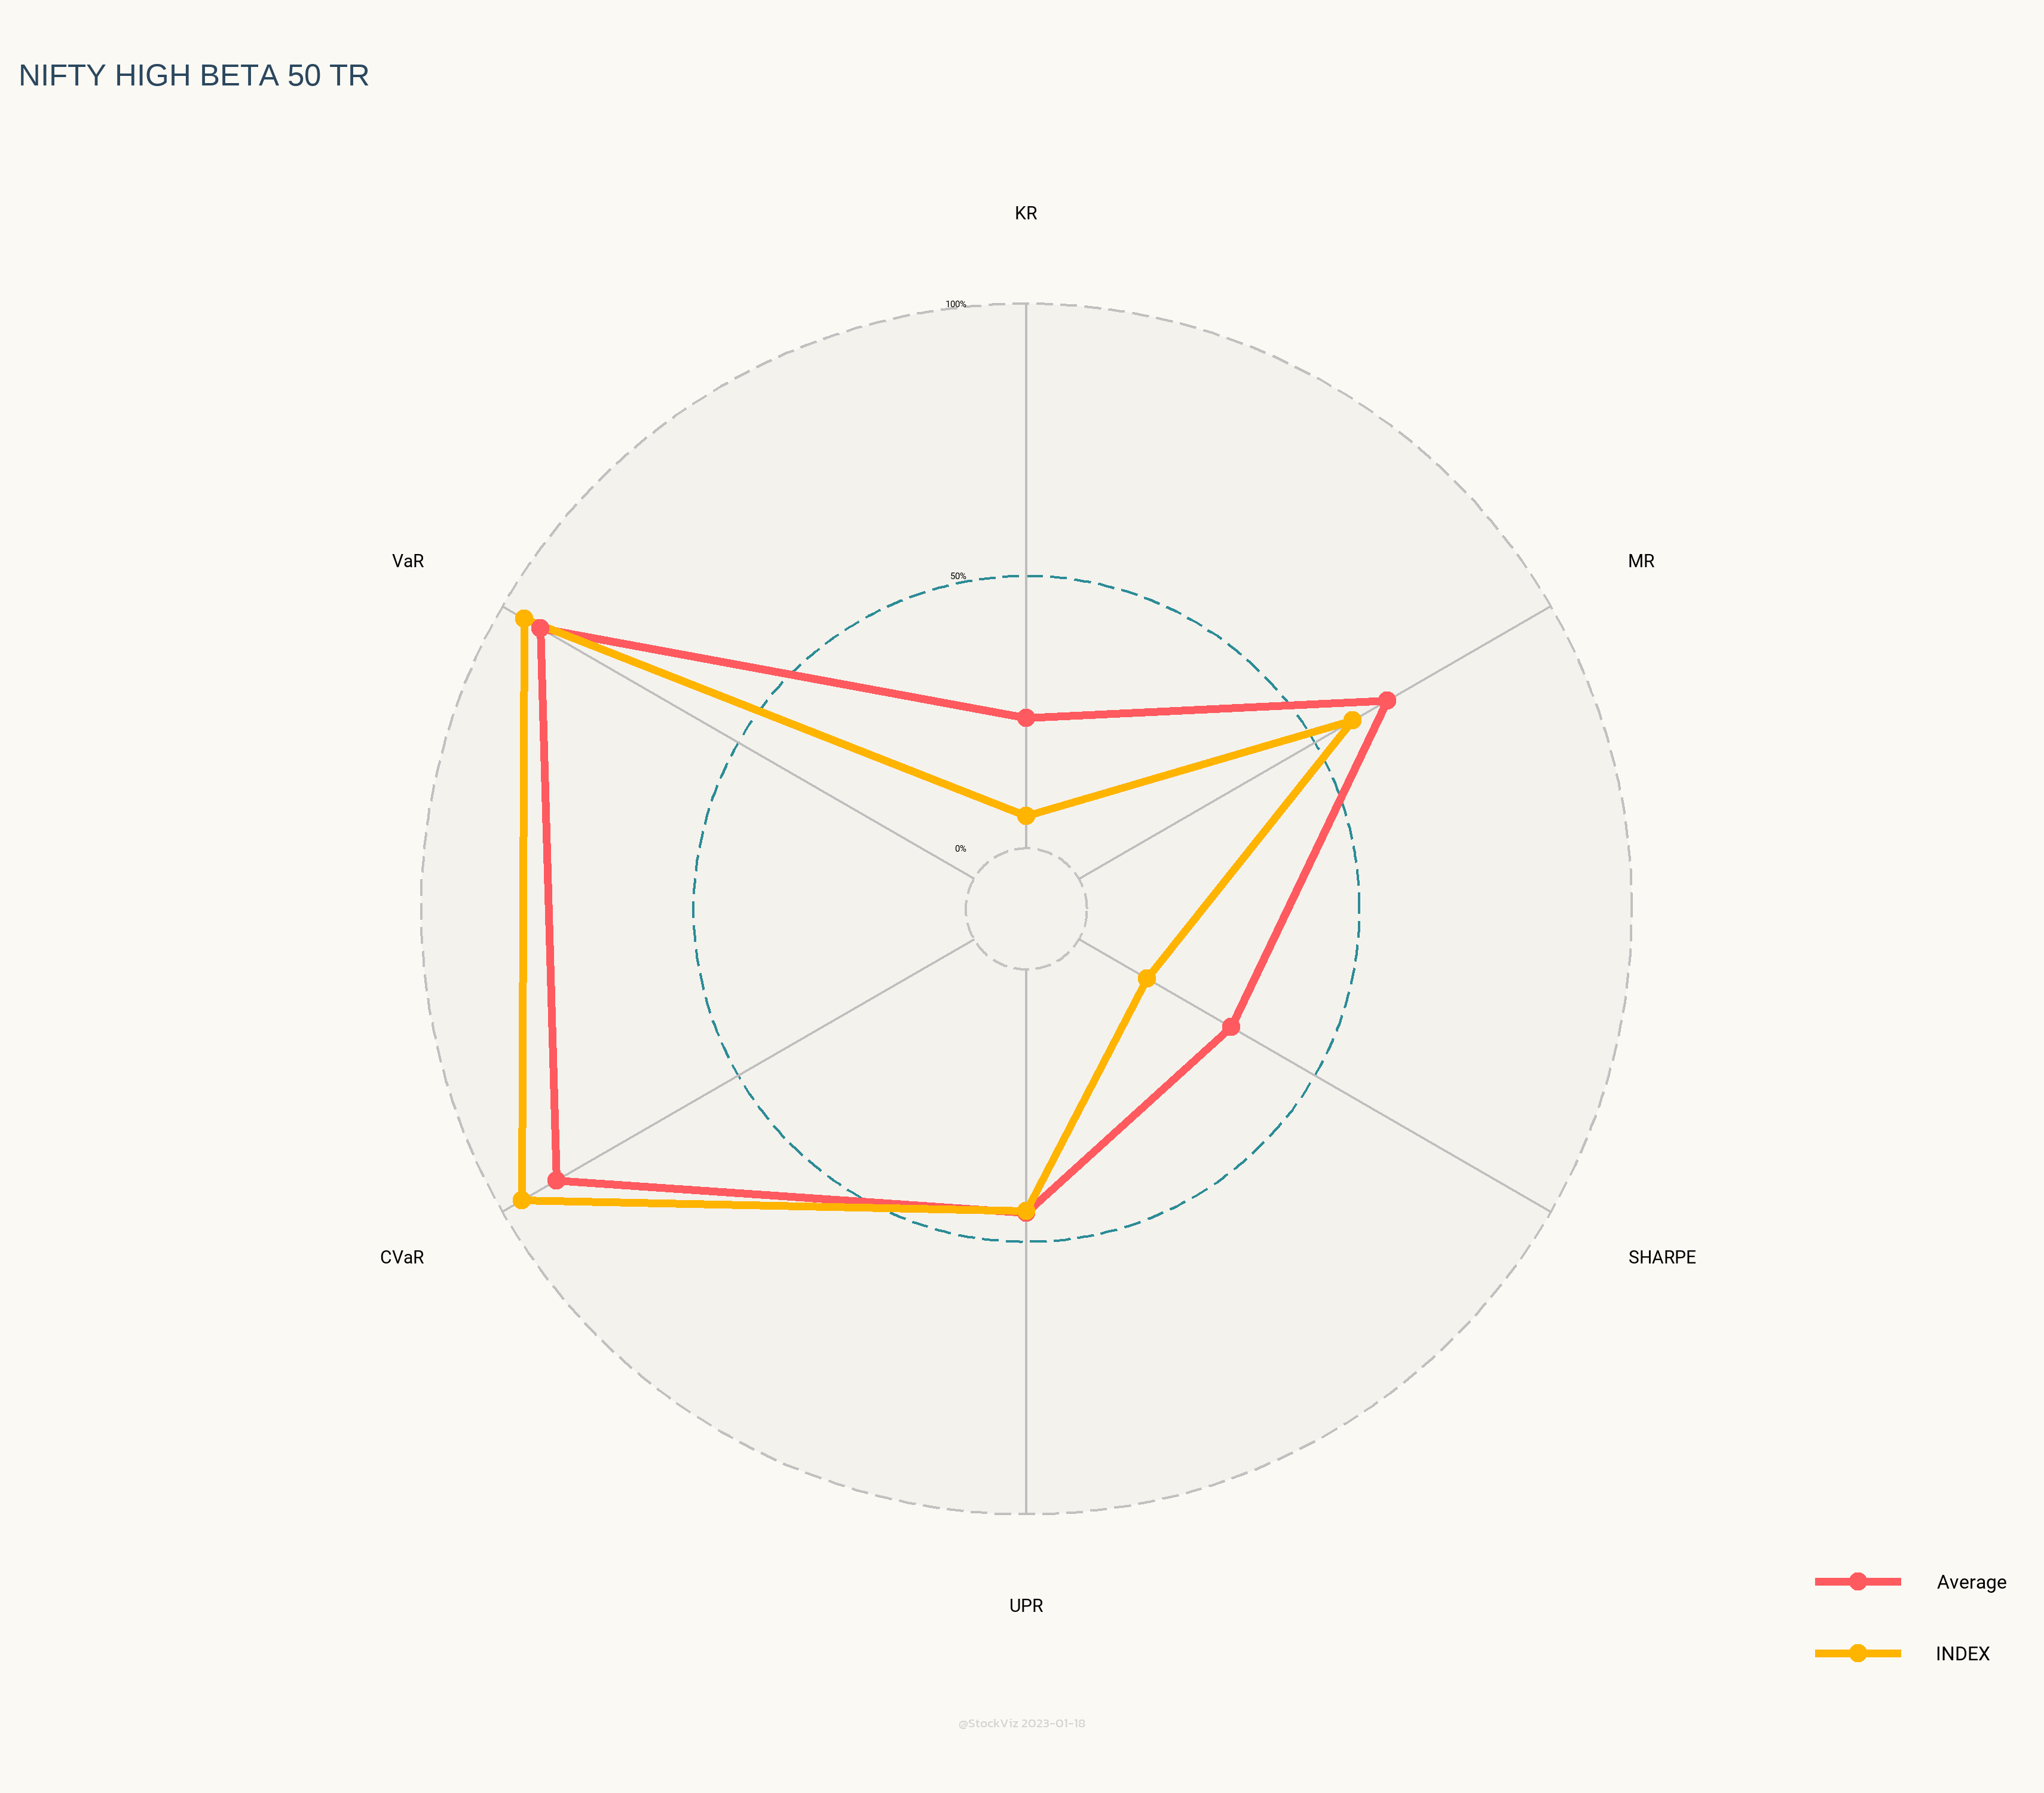 NIFTY HIGH BETA 50 TR
KR
100%
VaR
MR
50%
0%
CVaR
SHARPE
UPR
Average
INDEX
@StockViz 2023-01-18